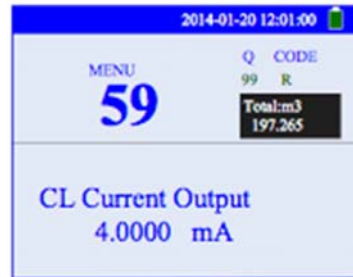 2014-01-20 12:01:00
MENU
59
Q CODE
99 R
Total:m3
197.265
CL Current Output
4.0000 mA